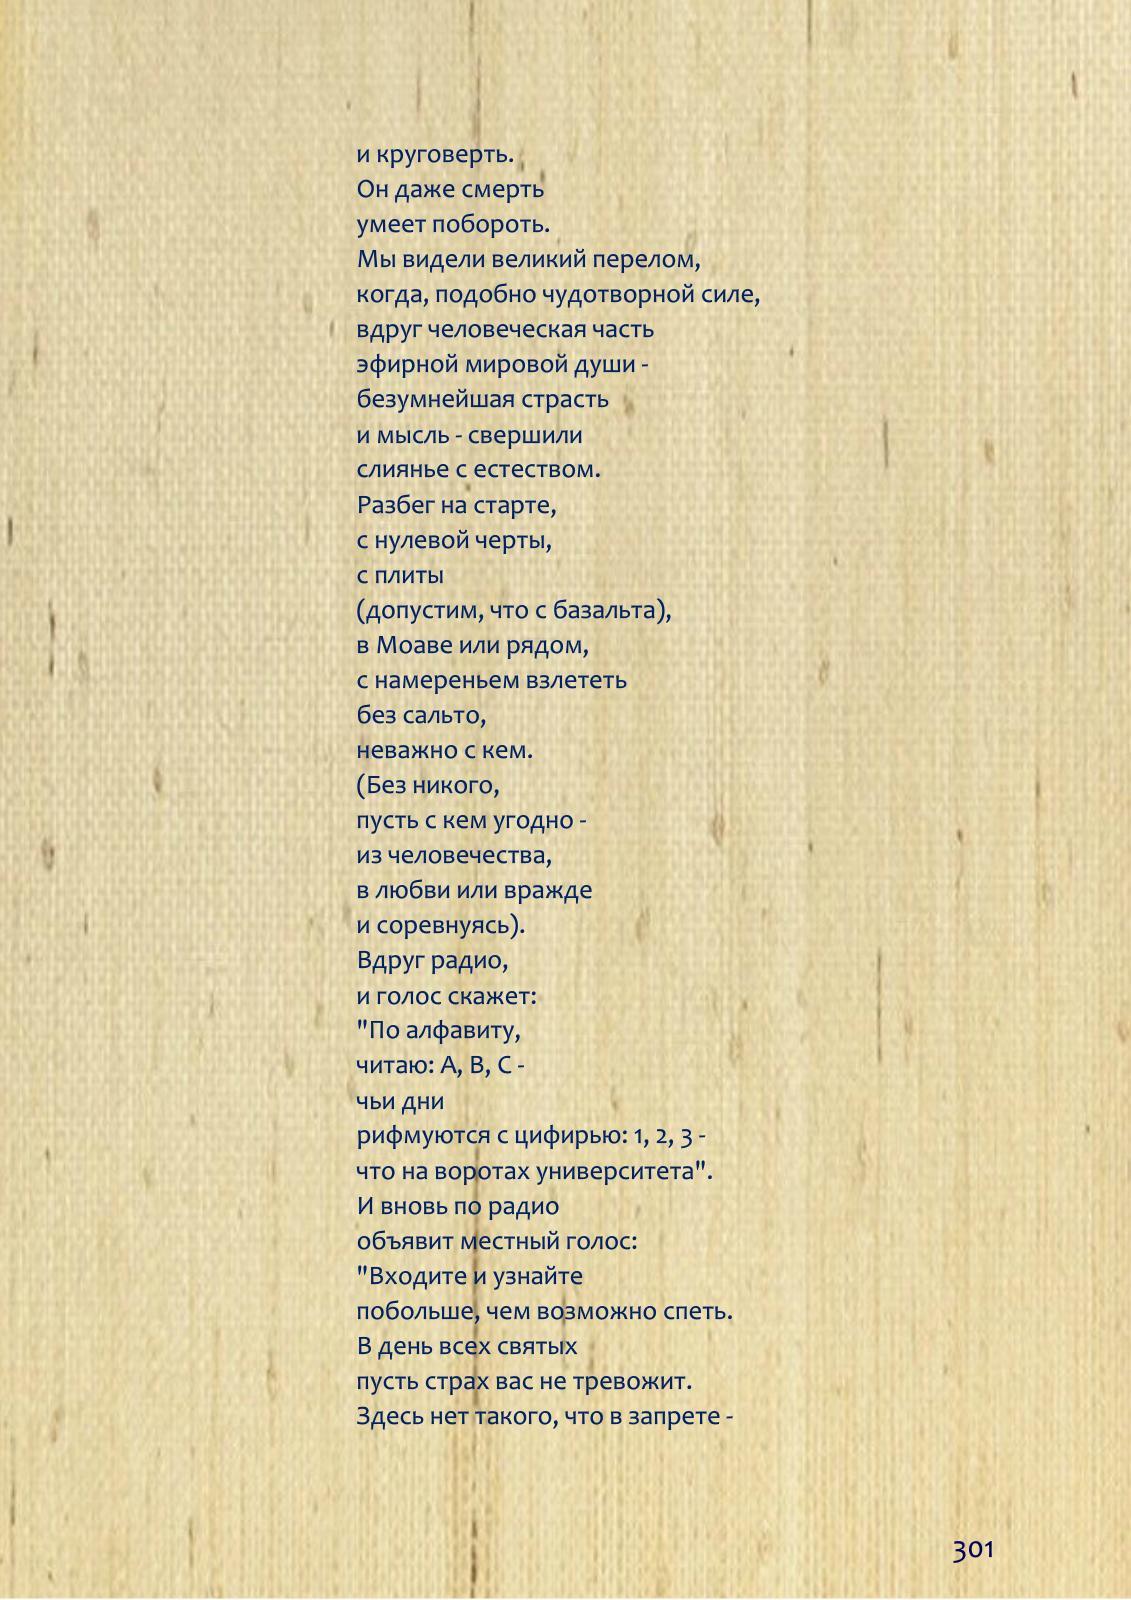 и круговерть.
Он даже смерть
умеет побороть.
Мы видели великий перелом,
когда, подобно чудотворной силе,
вдруг человеческая часть
эфирной мировой души -
безумнейшая страсть
и мысль - свершили
слиянье с естеством.
Разбег на старте,
с нулевой черты,
с плиты
(допустим, что с базальта),
в Моаве или рядом,
с намереньем взлететь
без сальто,
неважно с кем.
(Без никого,
пусть с кем угодно -
из человечества,
в любви или вражде
и соревнуясь).
Вдруг радио,
и голос скажет:
"По алфавиту,
читаю: A, B, C -
чьи дни
рифмуются с цифирью: 1, 2, 3 -
что на воротах университета".
И вновь по радио
объявит местный голос:
"Входите и узнайте
побольше, чем возможно спеть.
В день всех святых
пусть страх вас не тревожит.
Здесь нет такого, что в запрете -
301